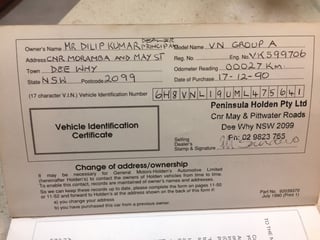 Owner's Name MR DILIP KUMAR Model Name VN GROUP A
Address CNR MORAMBA AND MAY ST Reg. No. Eng No. VK599706
State NSW Postcode 2099 Odometer Reading 00027 Km
Town DEE WHY Date of Purchase 17-12-90
(17 character V.I.N.) Vehicle Identification Number 6H8VNL19UML475641
Vehicle Identification
Certificate
Peninsula Holden Pty Ltd
Cnr May & Pittwater Roads
Dee Why NSW 2099
Ph: 02 9823 765
Selling
Dealer's
Stamp & Signature
Change of address/ownership
It may be necessary for General Motors-Holden's Automotive Limited
(hereinafter Holden's) to contact the owners of Holden vehicles from time to time.
To enable this contact, records are maintained of owner's names and addresses.
So we can keep these records up to date, please complete the form on pages 11-50
or 11-52 and forward to Holden's at the address shown on the back of this form if
a) you change your address
b) you have purchased this car from a previous owner.
Part No. 92039370
July 1990 (Print 1)